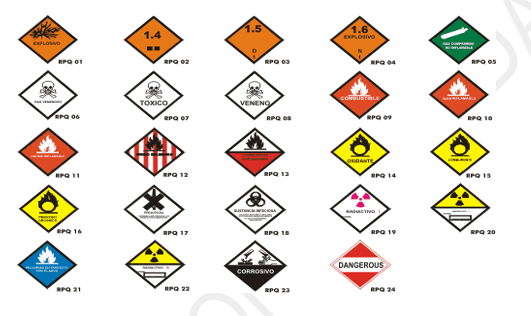 EXPLOSIVO
1.4
1.5
D
1
1.6
EXPLOSIVO
N
1
GAS COMPRIMIDO
NO INFLAMABLE
RPQ 01
RPQ 02
RPQ 03
RPQ 04
RPQ 05
GAS VENENOSO
TOXICO
VENENO
COMBUSTIBLE
GAS INFLAMABLE
RPQ 06
RPQ 07
RPQ 08
RPQ 09
RPQ 10
OXIDANTE
RPQ 11
RPQ 12
RPQ 13
RPQ 14
RPQ 15
PEROXIDO
ORGANICO
SUSTANCIA INFECCIOSA
RADIACTIVO I
RPQ 16
RPQ 17
RPQ 18
RPQ 19
RPQ 20
RADIACTIVO
CORROSIVO
DANGEROUS
RPQ 21
RPQ 22
RPQ 23
RPQ 24